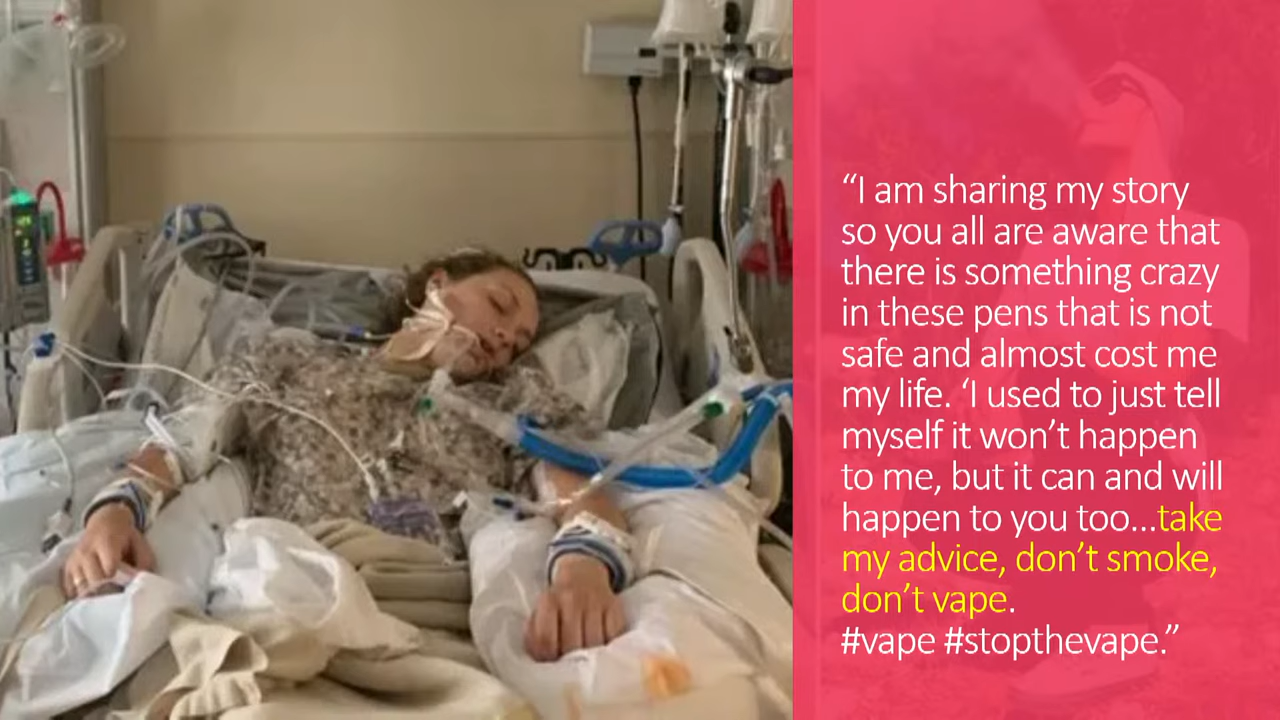 “I am sharing my story
so you all are aware that
there is something crazy
in these pens that is not
safe and almost cost me
my life. ‘I used to just tell
myself it won’t happen
to me, but it can and will
happen to you too...take
my advice, don’t smoke,
don’t vape.
#vape #stopthevape.”